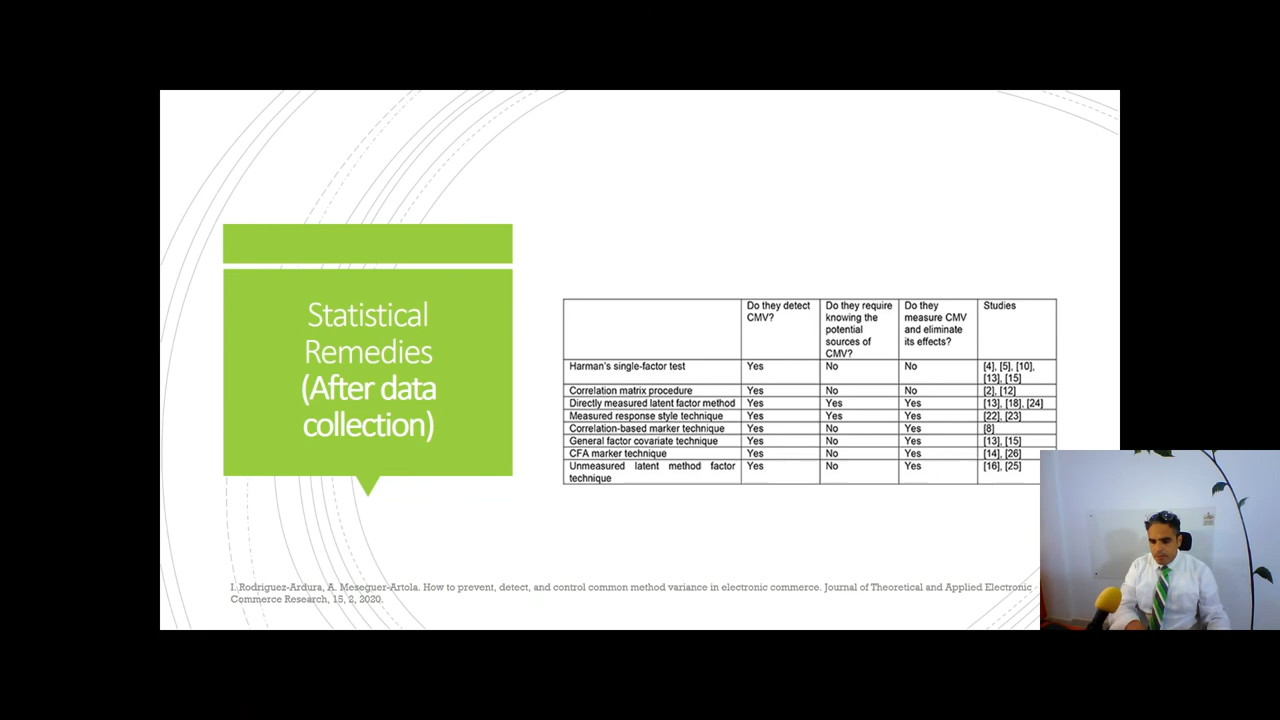 Statistical
Remedies
(After data
collection)
Do they detect CMV? Do they require knowing the potential sources of CMV? Do they measure CMV and eliminate its effects? Studies
Harman's single-factor test Yes No No [4], [5], [10], [13], [15]
Correlation matrix procedure Yes No No [2], [12]
Directly measured latent factor method Yes Yes Yes [13], [18], [24]
Measured response style technique Yes Yes Yes [22], [23]
Correlation-based marker technique Yes No Yes [8]
General factor covariate technique Yes No Yes [13], [15]
CFA marker technique Yes No Yes [14], [26]
Unmeasured latent method factor technique Yes No Yes [16], [25]
I. Rodriguez-Ardura, A. Meseguer-Artola. How to prevent, detect, and control common method variance in electronic commerce. Journal of Theoretical and Applied Electronic
Commerce Research, 15, 2, 2020.